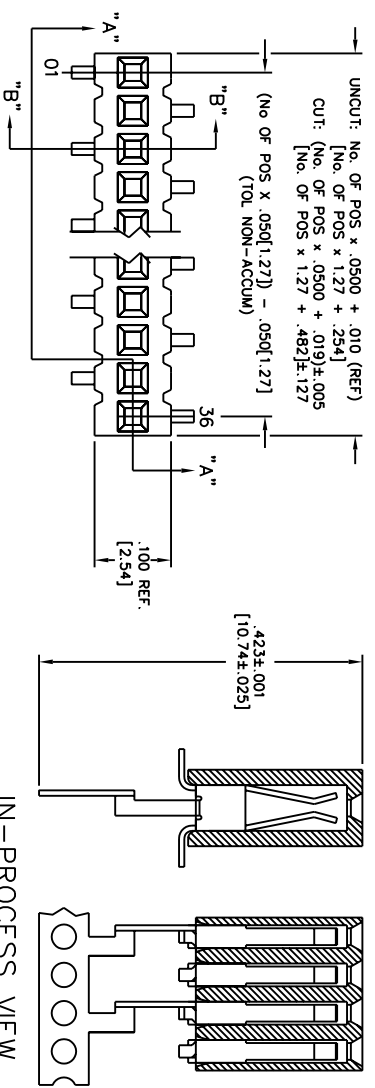 UNCUT: No. OF POS x .0500 + .010 (REF)
[No. OF POS x 1.27 + .254]
CUT: (No. OF POS x .0500 + .019)±.005
[No. OF POS x 1.27 + .482]±.127
(No OF POS x .050[1.27]) - .050[1.27]
(TOL NON-ACCUM)
"A"
01
"B"
"B"
36
"A"
.100 REF.
[2.54]
.423±.001
[10.74±.025]
IN-PROCESS VIEW